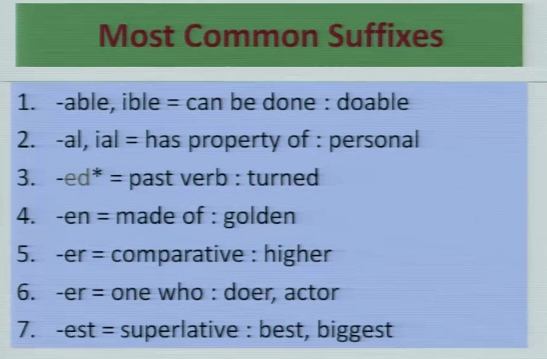 Most Common Suffixes
1. -able, ible = can be done : doable
2. -al, ial = has property of : personal
3. -ed* = past verb : turned
4. -en = made of : golden
5. -er = comparative : higher
6. -er = one who : doer, actor
7. -est = superlative : best, biggest